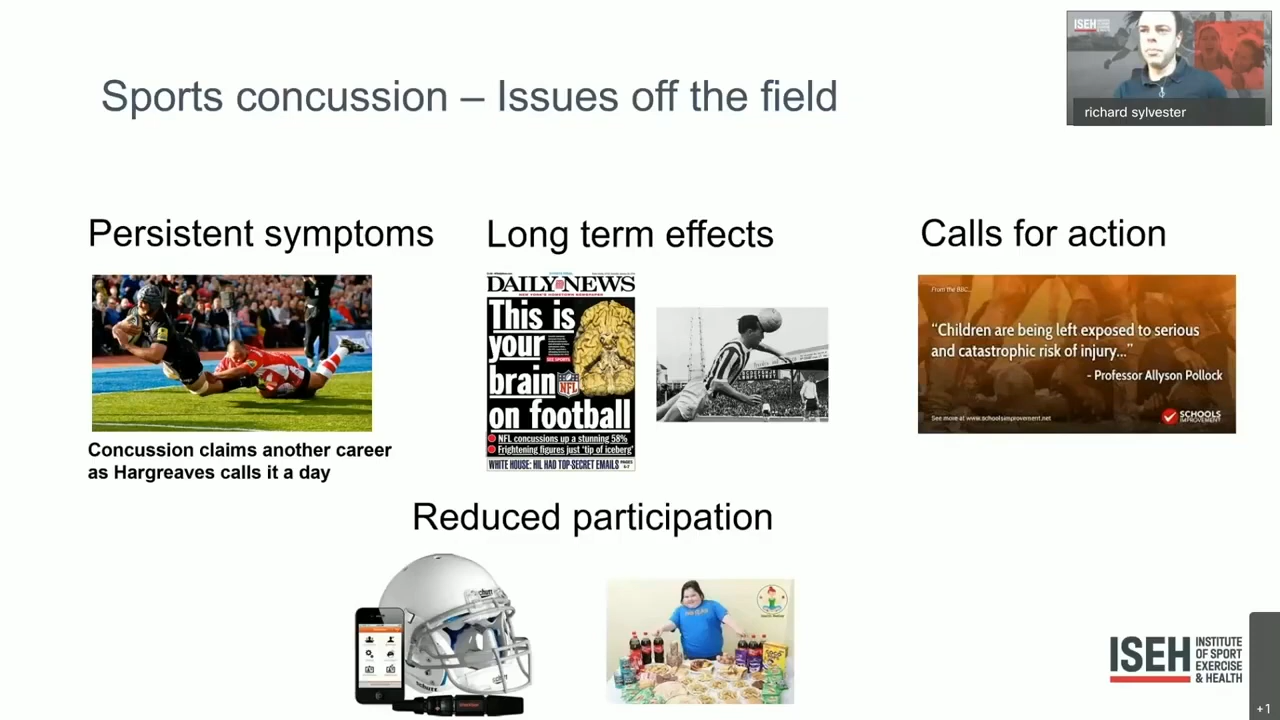 Sports concussion – Issues off the field
ISEH
richard sylvester
Persistent symptoms
Long term effects
Calls for action
Concussion claims another career
as Hargreaves calls it a day
DAILY NEWS
This is
your
brain
on football
NFL
NFL concussions up a stunning 58%
Frightening figures just 'tip of iceberg'
WHITE HOUSE: HIL HAD TOP-SECRET EMAILS
From the BBC...
“Children are being left exposed to serious
and catastrophic risk of injury...”
- Professor Allyson Pollock
See more at www.schoolsimprovement.net
SCHOOLS
IMPROVEMENT
Reduced participation
schutt
ISEH
INSTITUTE
OF SPORT
EXERCISE
& HEALTH
+1